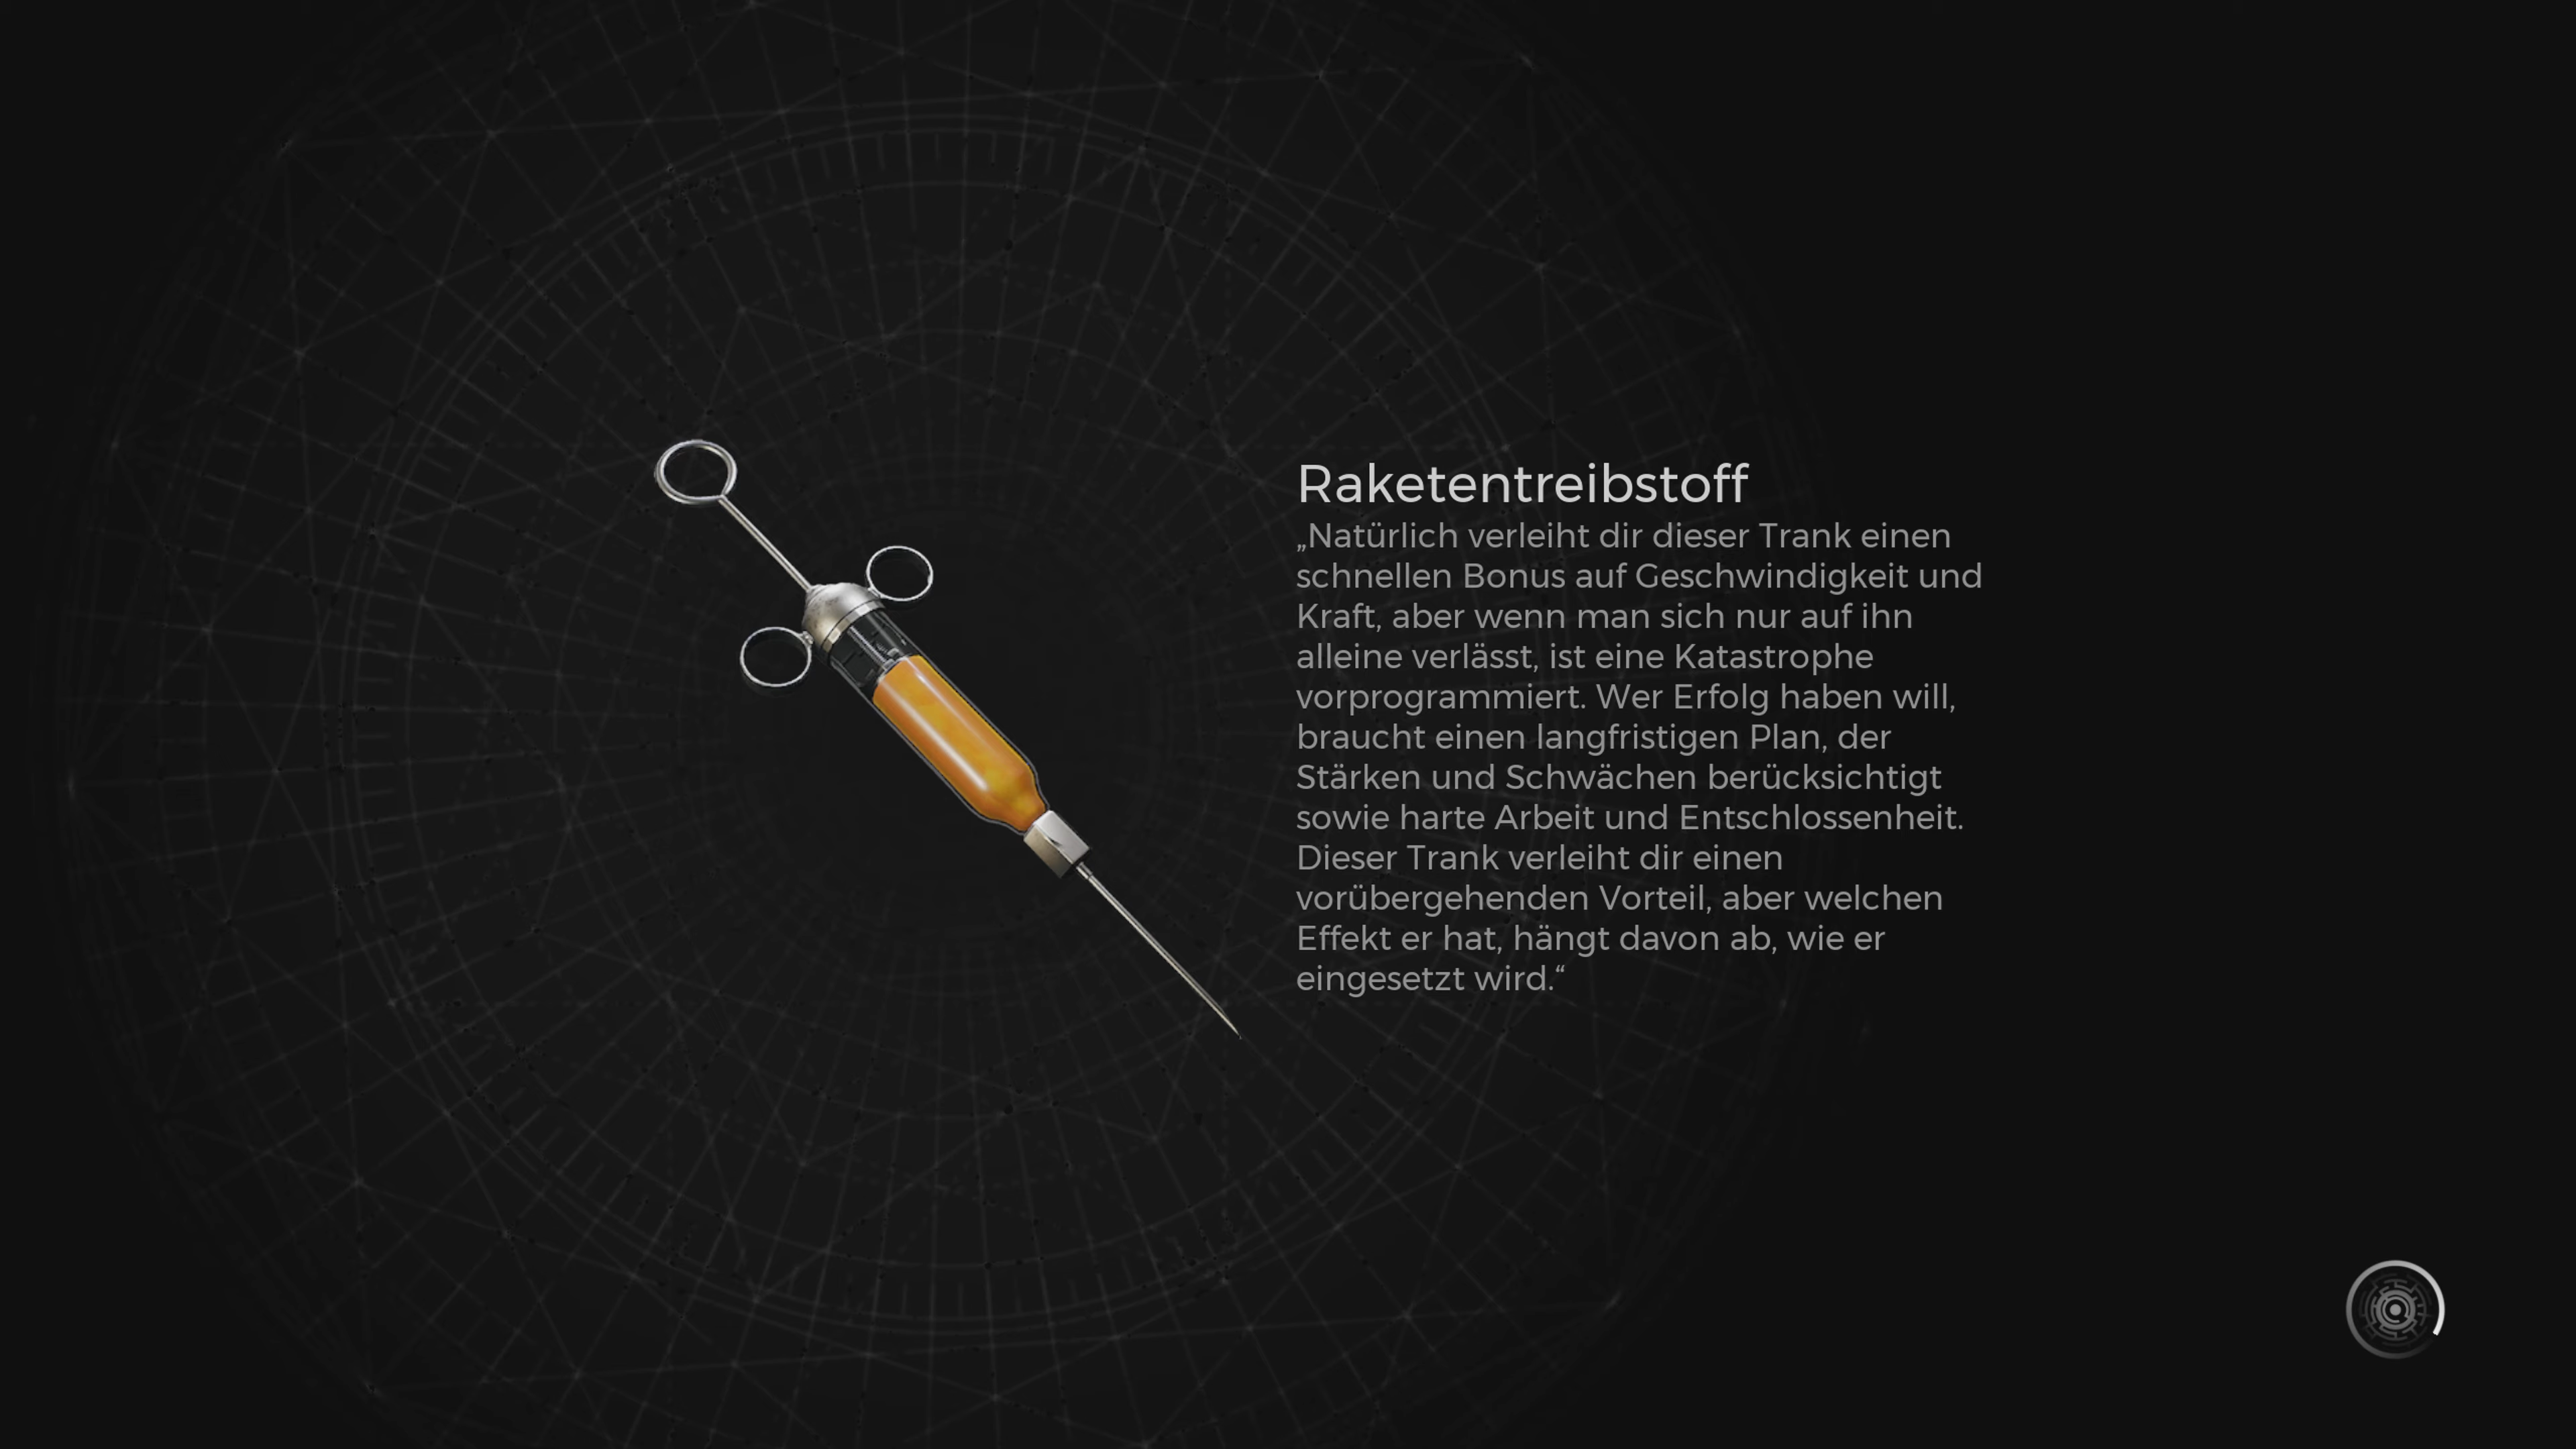 Raketentreibstoff
„Natürlich verleiht dir dieser Trank einen
schnellen Bonus auf Geschwindigkeit und
Kraft, aber wenn man sich nur auf ihn
alleine verlässt, ist eine Katastrophe
vorprogrammiert. Wer Erfolg haben will,
braucht einen langfristigen Plan, der
Stärken und Schwächen berücksichtigt
sowie harte Arbeit und Entschlossenheit.
Dieser Trank verleiht dir einen
vorübergehenden Vorteil, aber welchen
Effekt er hat, hängt davon ab, wie er
eingesetzt wird.“